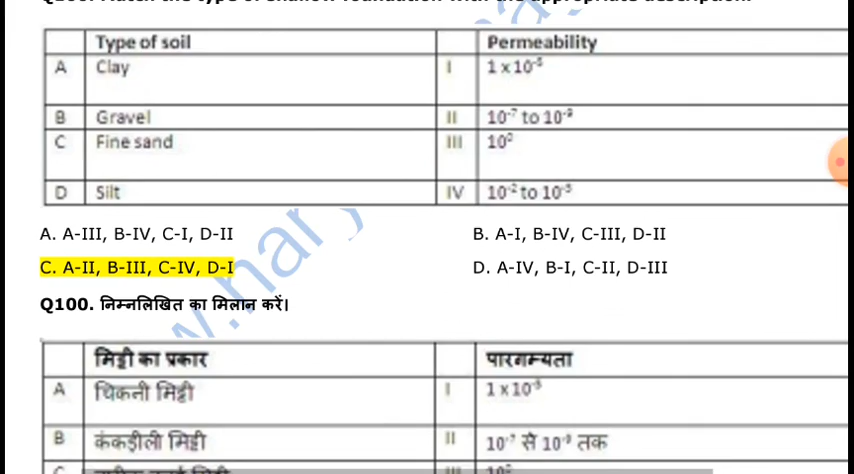 Type of soil Permeability
A Clay I 1 x 10⁻⁵
B Gravel II 10⁻⁷ to 10⁻⁹
C Fine sand III 10⁰
D Silt IV 10⁻² to 10⁻⁵
A. A-III, B-IV, C-I, D-II B. A-I, B-IV, C-III, D-II
C. A-II, B-III, C-IV, D-I D. A-IV, B-I, C-II, D-III
Q100. निम्नलिखित का मिलान करें।
मिट्टी का प्रकार पारगम्यता
A चिकनी मिट्टी I 1 x 10⁻⁵
B कंकड़ीली मिट्टी II 10⁻⁷ से 10⁻⁹ तक